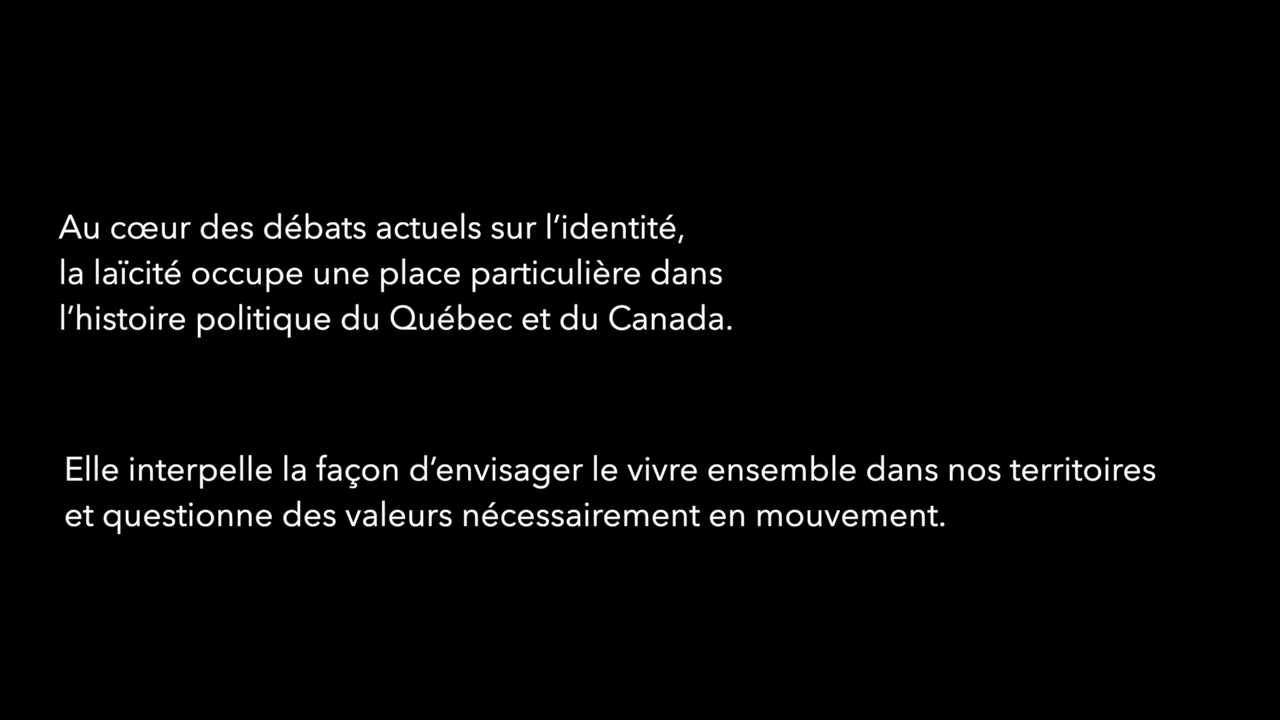 Au cœur des débats actuels sur l’identité,
la laïcité occupe une place particulière dans
l’histoire politique du Québec et du Canada.
Elle interpelle la façon d’envisager le vivre ensemble dans nos territoires
et questionne des valeurs nécessairement en mouvement.